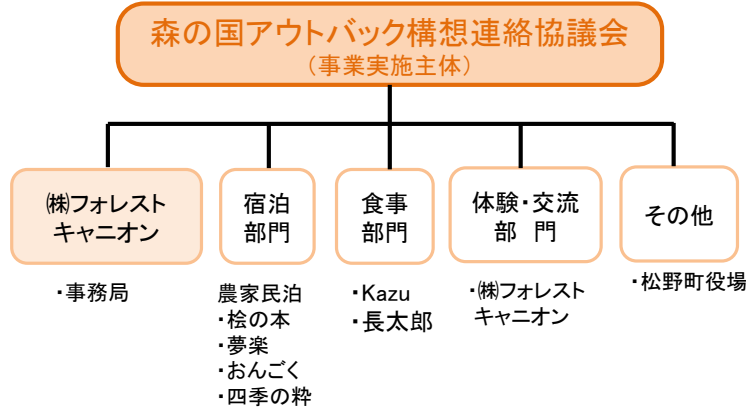 森の国アウトバック構想連絡協議会
（事業実施主体）
㈱フォレスト
キャニオン
・事務局
宿泊
部門
農家民泊
・桧の本
・夢楽
・おんごく
・四季の粋
食事
部門
・Kazu
・長太郎
体験・交流
部　門
・㈱フォレスト
キャニオン
その他
・松野町役場